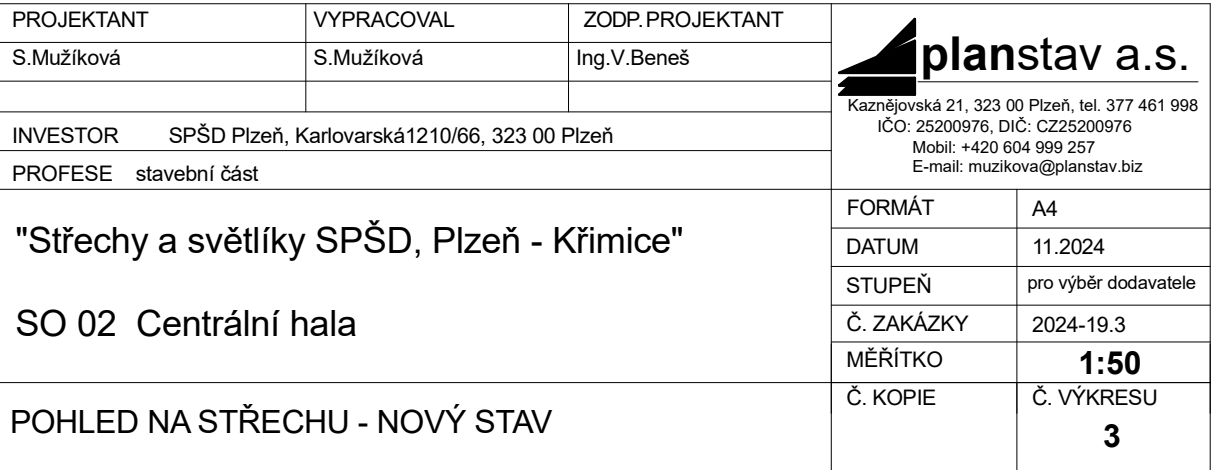 PROJEKTANT VYPRACOVAL ZODP.PROJEKTANT
S.Mužíková S.Mužíková Ing.V.Beneš
planstav a.s.
Kaznějovská 21, 323 00 Plzeň, tel. 377 461 998
IČO: 25200976, DIČ: CZ25200976
Mobil: +420 604 999 257
E-mail: muzikova@planstav.biz
INVESTOR SPŠD Plzeň, Karlovarská1210/66, 323 00 Plzeň
PROFESE stavební část
"Střechy a světlíky SPŠD, Plzeň - Křimice"
SO 02 Centrální hala
FORMÁT A4
DATUM 11.2024
STUPEŇ pro výběr dodavatele
Č. ZAKÁZKY 2024-19.3
MĚŘÍTKO 1:50
POHLED NA STŘECHU - NOVÝ STAV
Č. KOPIE Č. VÝKRESU
3